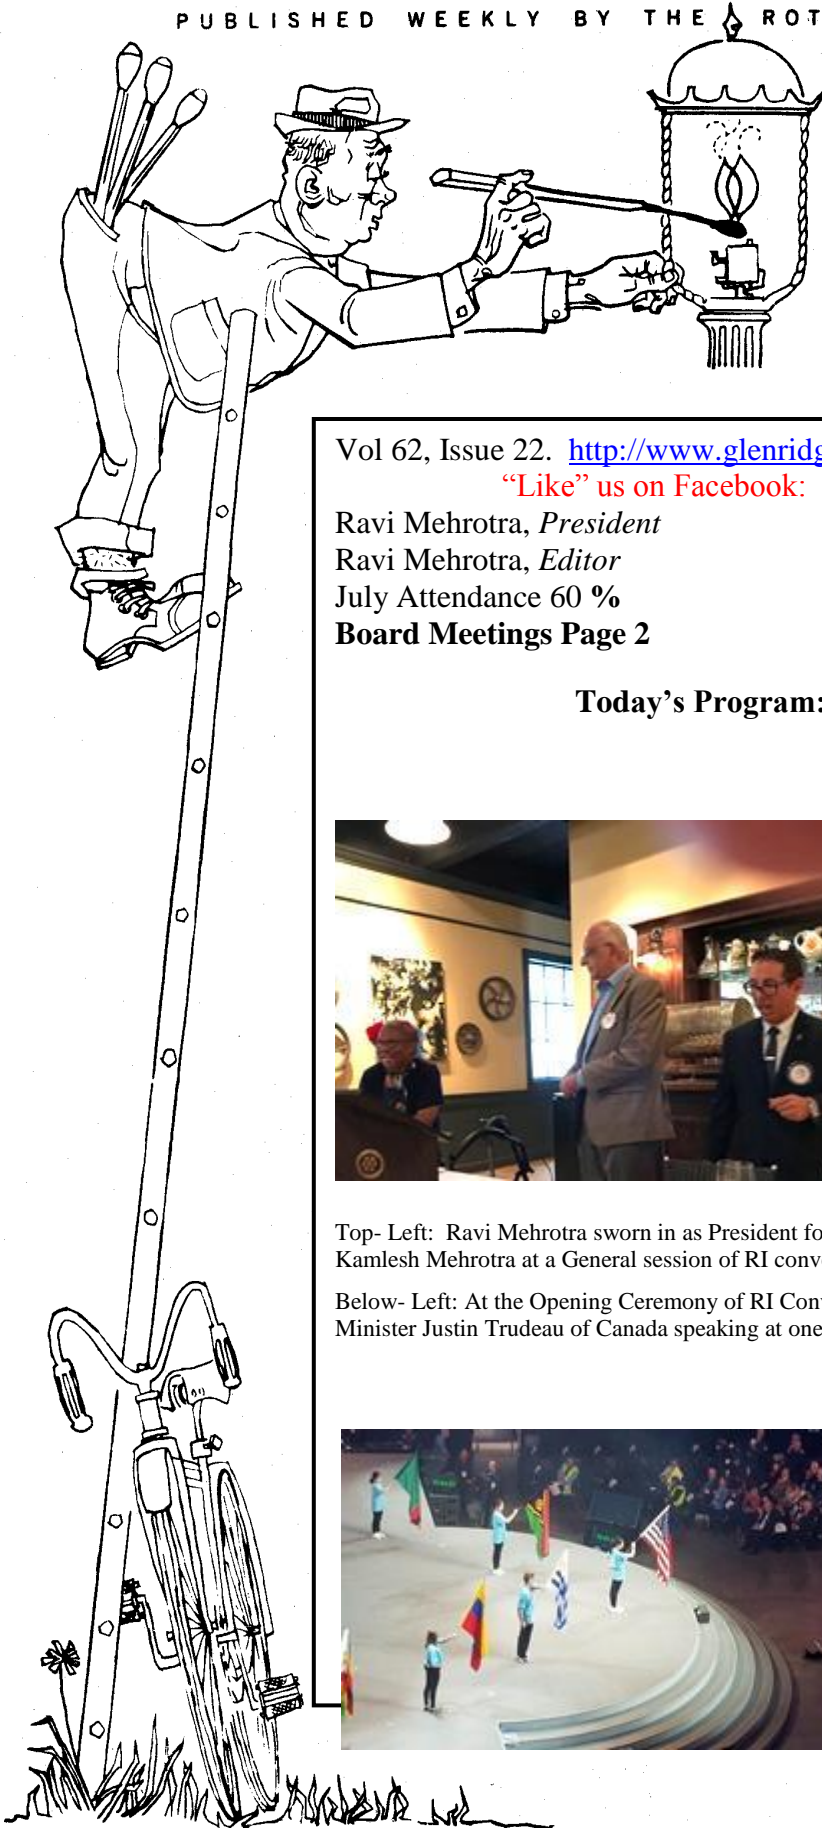 PUBLISHED WEEKLY BY THE ROT
Vol 62, Issue 22. http://www.glenridg
“Like” us on Facebook:
Ravi Mehrotra, President
Ravi Mehrotra, Editor
July Attendance 60 %
Board Meetings Page 2
Today’s Program:
Top- Left: Ravi Mehrotra sworn in as President fo
Kamlesh Mehrotra at a General session of RI conv
Below- Left: At the Opening Ceremony of RI Conv
Minister Justin Trudeau of Canada speaking at one